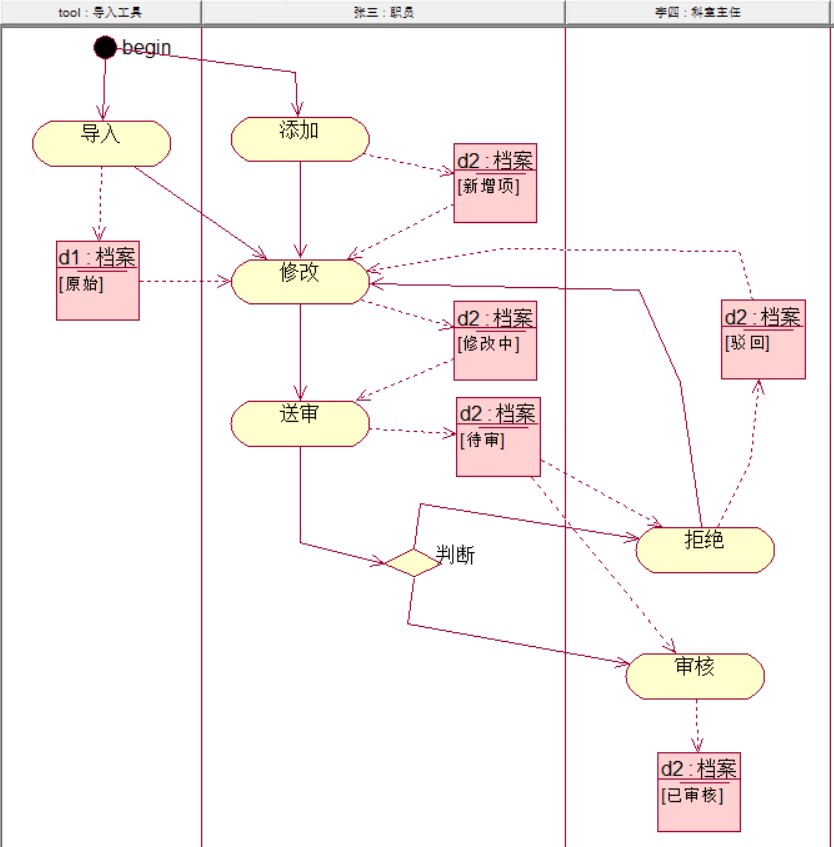 tool : 导入工具
张三 : 职员
李四 : 科室主任
begin
导入
添加
d2 : 档案
[新增项]
d1 : 档案
[原始]
修改
d2 : 档案
[修改中]
d2 : 档案
[驳回]
送审
d2 : 档案
[待审]
判断
拒绝
审核
d2 : 档案
[已审核]